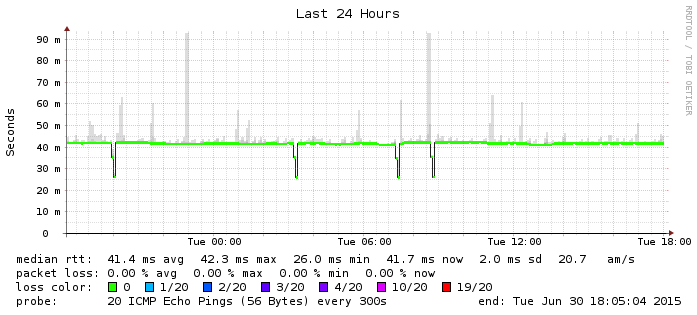 Last 24 Hours
RRDTOOL / TOBI OETIKER
Seconds
90 m
80 m
70 m
60 m
50 m
40 m
30 m
20 m
10 m
0
Tue 00:00 Tue 06:00 Tue 12:00 Tue 18:00
median rtt: 41.4 ms avg 42.3 ms max 26.0 ms min 41.7 ms now 2.0 ms sd 20.7 am/s
packet loss: 0.00 % avg 0.00 % max 0.00 % min 0.00 % now
loss color: 0 1/20 2/20 3/20 4/20 10/20 19/20
probe: 20 ICMP Echo Pings (56 Bytes) every 300s end: Tue Jun 30 18:05:04 2015